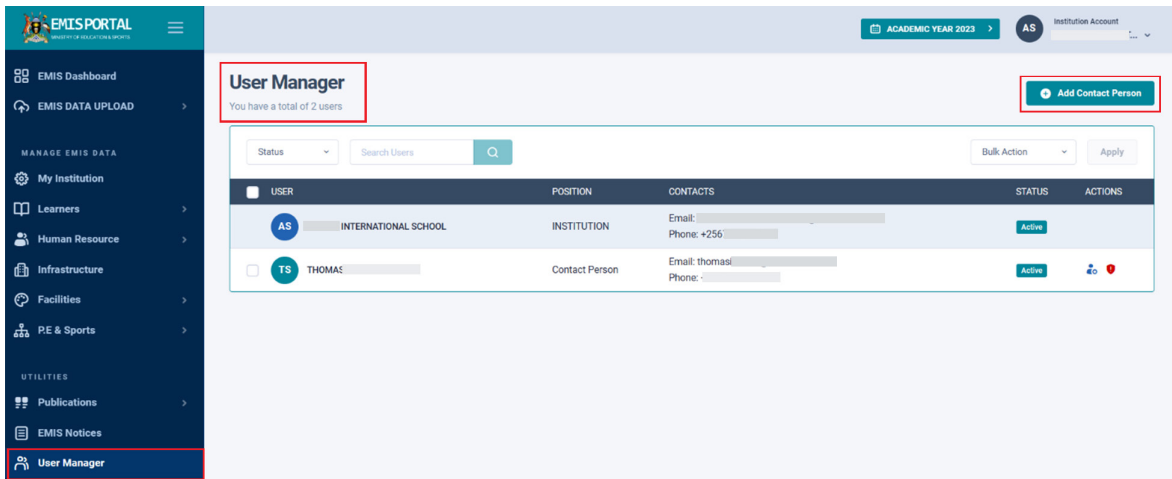 EMIS PORTAL
MINISTRY OF EDUCATION & SPORTS
ACADEMIC YEAR 2023
AS
Institution Account
EMIS Dashboard
EMIS DATA UPLOAD
MANAGE EMIS DATA
My Institution
Learners
Human Resource
Infrastructure
Facilities
P.E & Sports
UTILITIES
Publications
EMIS Notices
User Manager
User Manager
You have a total of 2 users
Add Contact Person
Status
Search Users
Bulk Action
Apply
USER POSITION CONTACTS STATUS ACTIONS
AS INTERNATIONAL SCHOOL INSTITUTION Email: Active
Phone: +256
TS THOMAS Contact Person Email: thomasi Active
Phone: